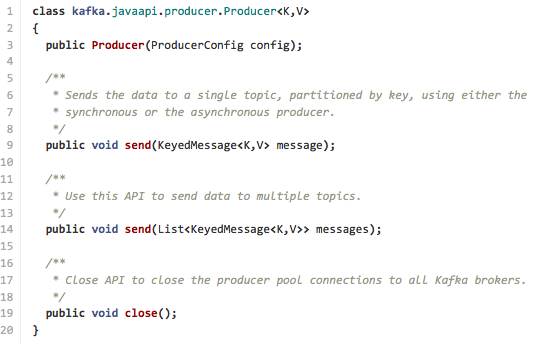 1 class kafka.javaapi.producer.Producer<K,V>
2 {
3   public Producer(ProducerConfig config);
4
5   /**
6    * Sends the data to a single topic, partitioned by key, using either the
7    * synchronous or the asynchronous producer.
8    */
9   public void send(KeyedMessage<K,V> message);
10
11   /**
12    * Use this API to send data to multiple topics.
13    */
14   public void send(List<KeyedMessage<K,V>> messages);
15
16   /**
17    * Close API to close the producer pool connections to all Kafka brokers.
18    */
19   public void close();
20 }